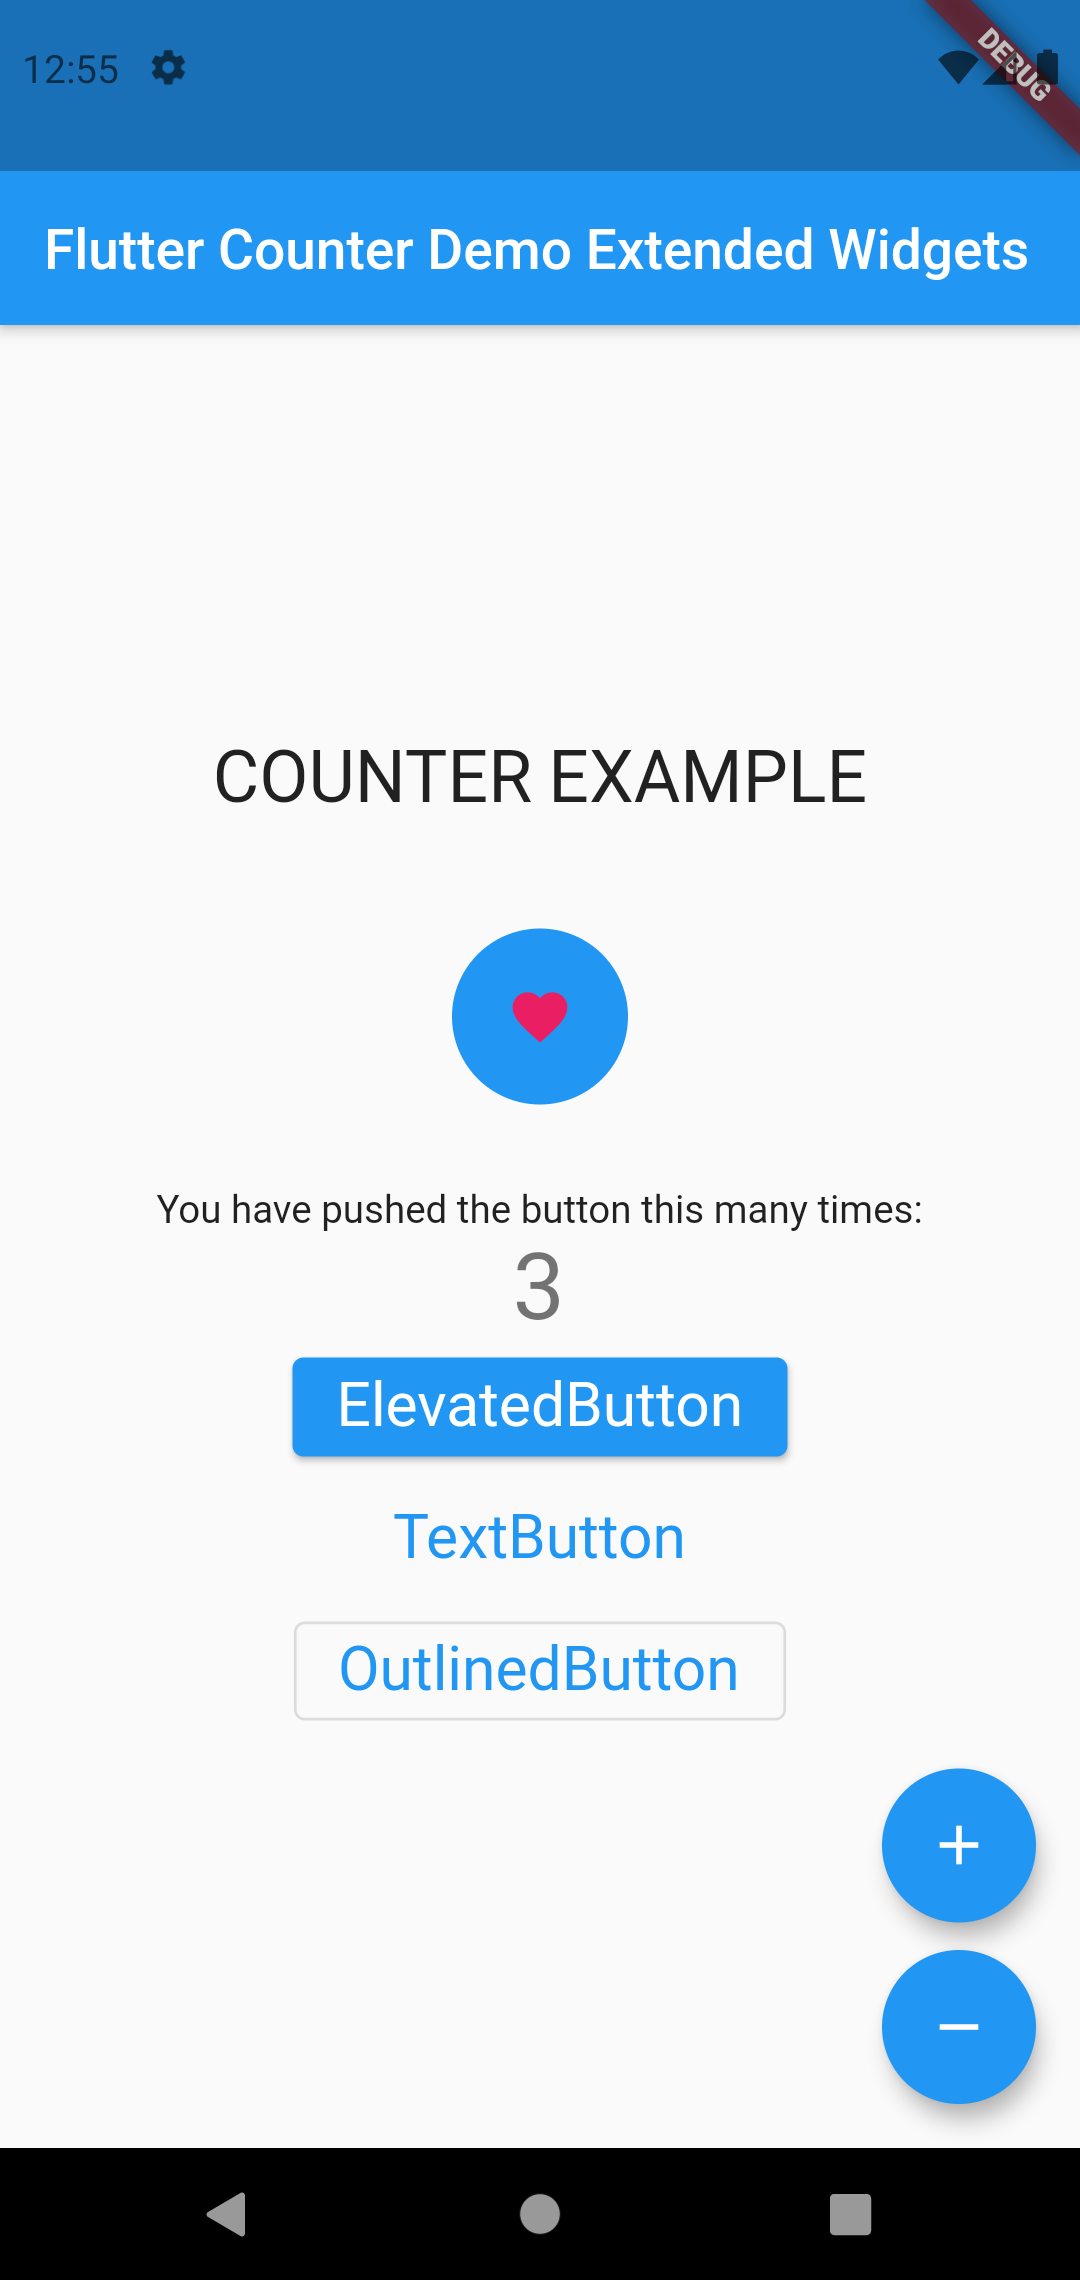 12:55
DEBUG
Flutter Counter Demo Extended Widgets
COUNTER EXAMPLE
You have pushed the button this many times:
3
ElevatedButton
TextButton
OutlinedButton
+
−